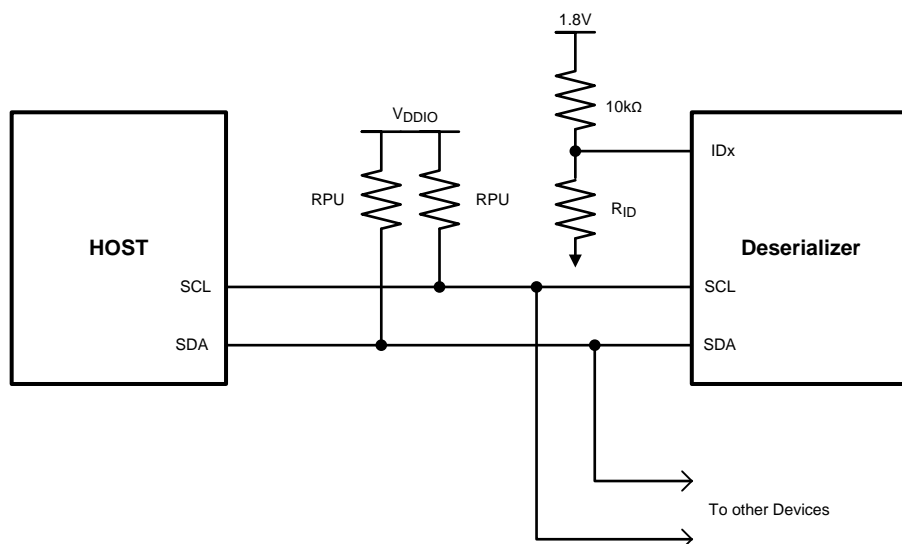 1.8V
10kΩ
VDDIO
IDx
RPU
RPU
RID
HOST
Deserializer
SCL
SCL
SDA
SDA
To other Devices